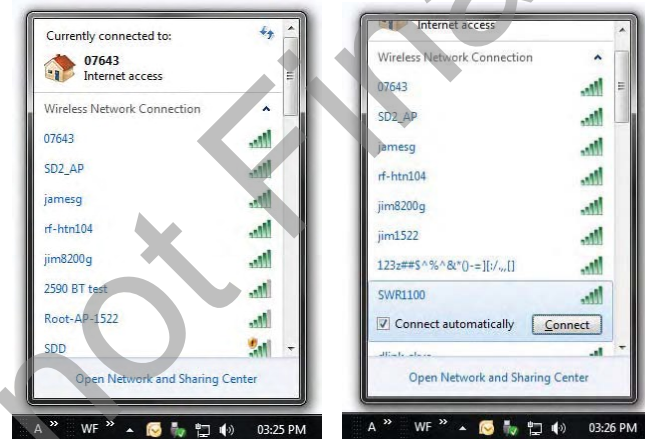 Currently connected to:
07643
Internet access
Wireless Network Connection
07643
SD2_AP
jamesg
rf-htn104
jim8200g
2590 BT test
Root-AP-1522
SDD
Open Network and Sharing Center
A » WF » 03:25 PM
Internet access
Wireless Network Connection
07643
SD2_AP
jamesg
rf-htn104
jim8200g
jim1522
123z##$^%^&*()-=][:/,,,[]
SWR1100
Connect automatically Connect
Open Network and Sharing Center
A » WF » 03:26 PM
not Fina